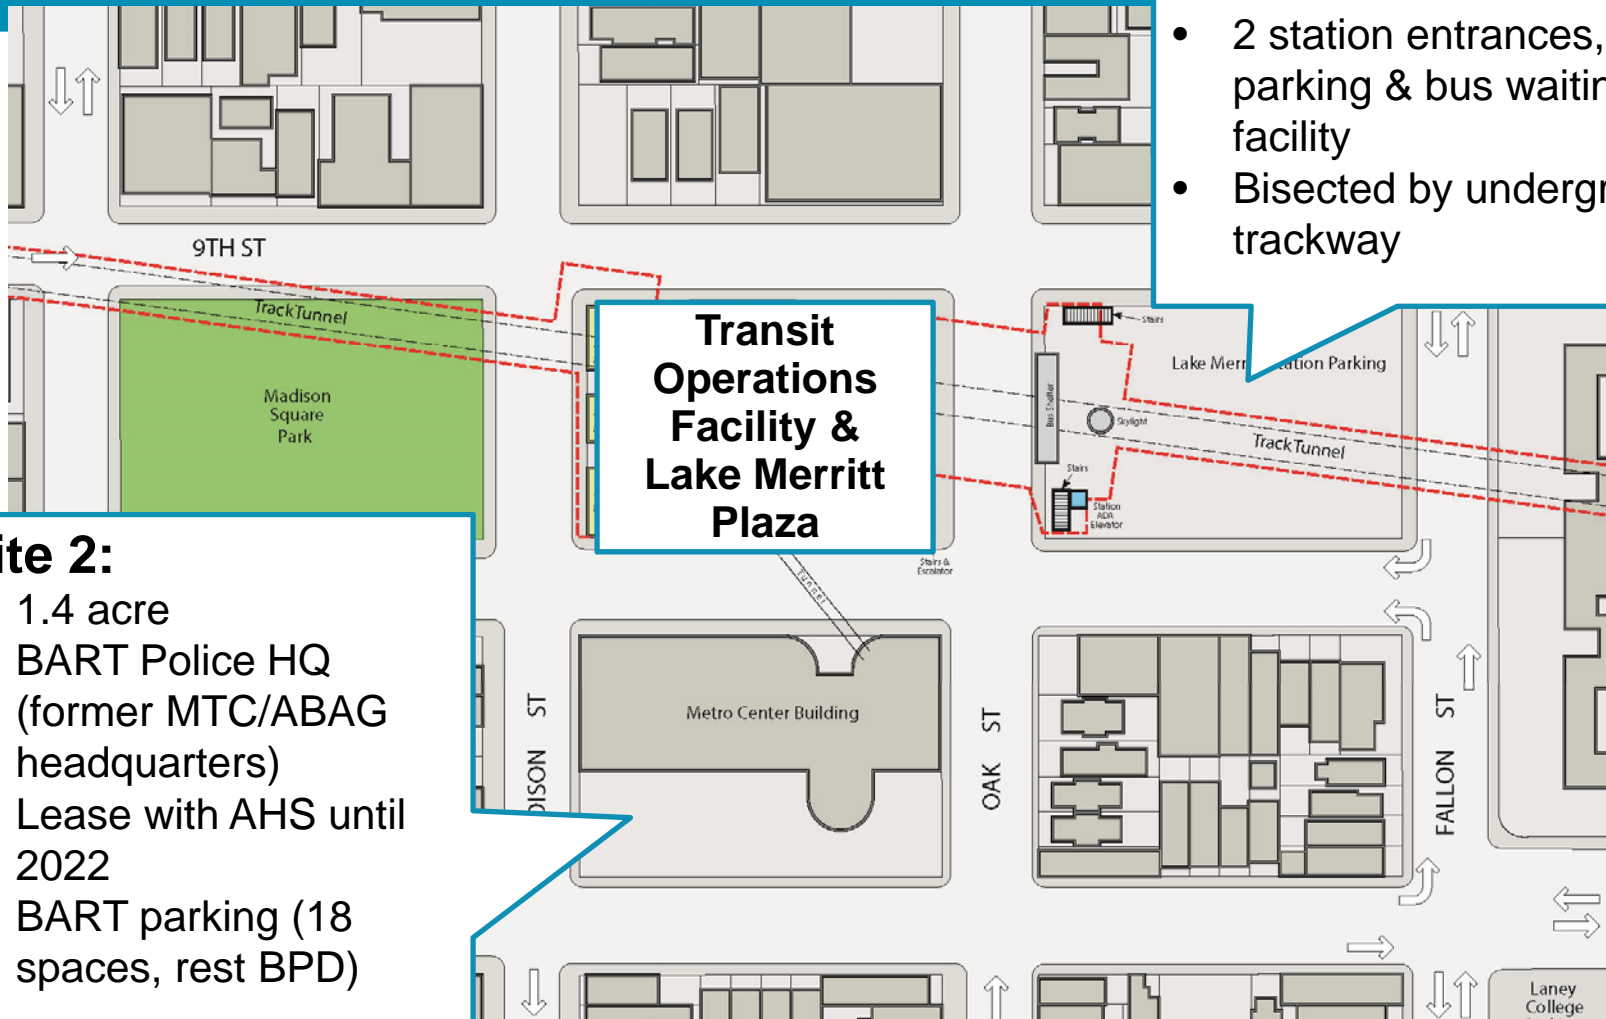 • 2 station entrances,
parking & bus waitin
facility
• Bisected by undergr
trackway
9TH ST
Track Tunnel
Madison
Square
Park
Transit
Operations
Facility &
Lake Merritt
Plaza
Stairs
Lake Merr ation Parking
Bus Shelter
Skylight
Track Tunnel
Stairs
Station
ADA
Elevator
Stairs &
Escalator
Tunnel
ite 2:
1.4 acre
BART Police HQ
(former MTC/ABAG
headquarters)
Lease with AHS until
2022
BART parking (18
spaces, rest BPD)
DISON ST
Metro Center Building
OAK ST
FALLON ST
Laney
College